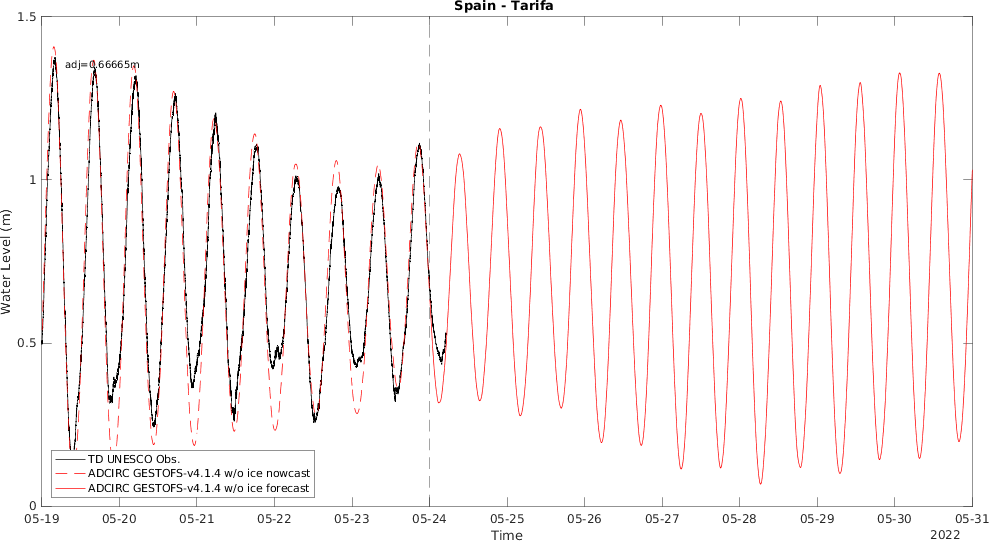 Spain - Tarifa
1.5
adj=0.66665m
1
Water Level (m)
0.5
TD UNESCO Obs.
ADCIRC GESTOFS-v4.1.4 w/o ice nowcast
ADCIRC GESTOFS-v4.1.4 w/o ice forecast
0
05-19 05-20 05-21 05-22 05-23 05-24 05-25 05-26 05-27 05-28 05-29 05-30 05-31
Time
2022